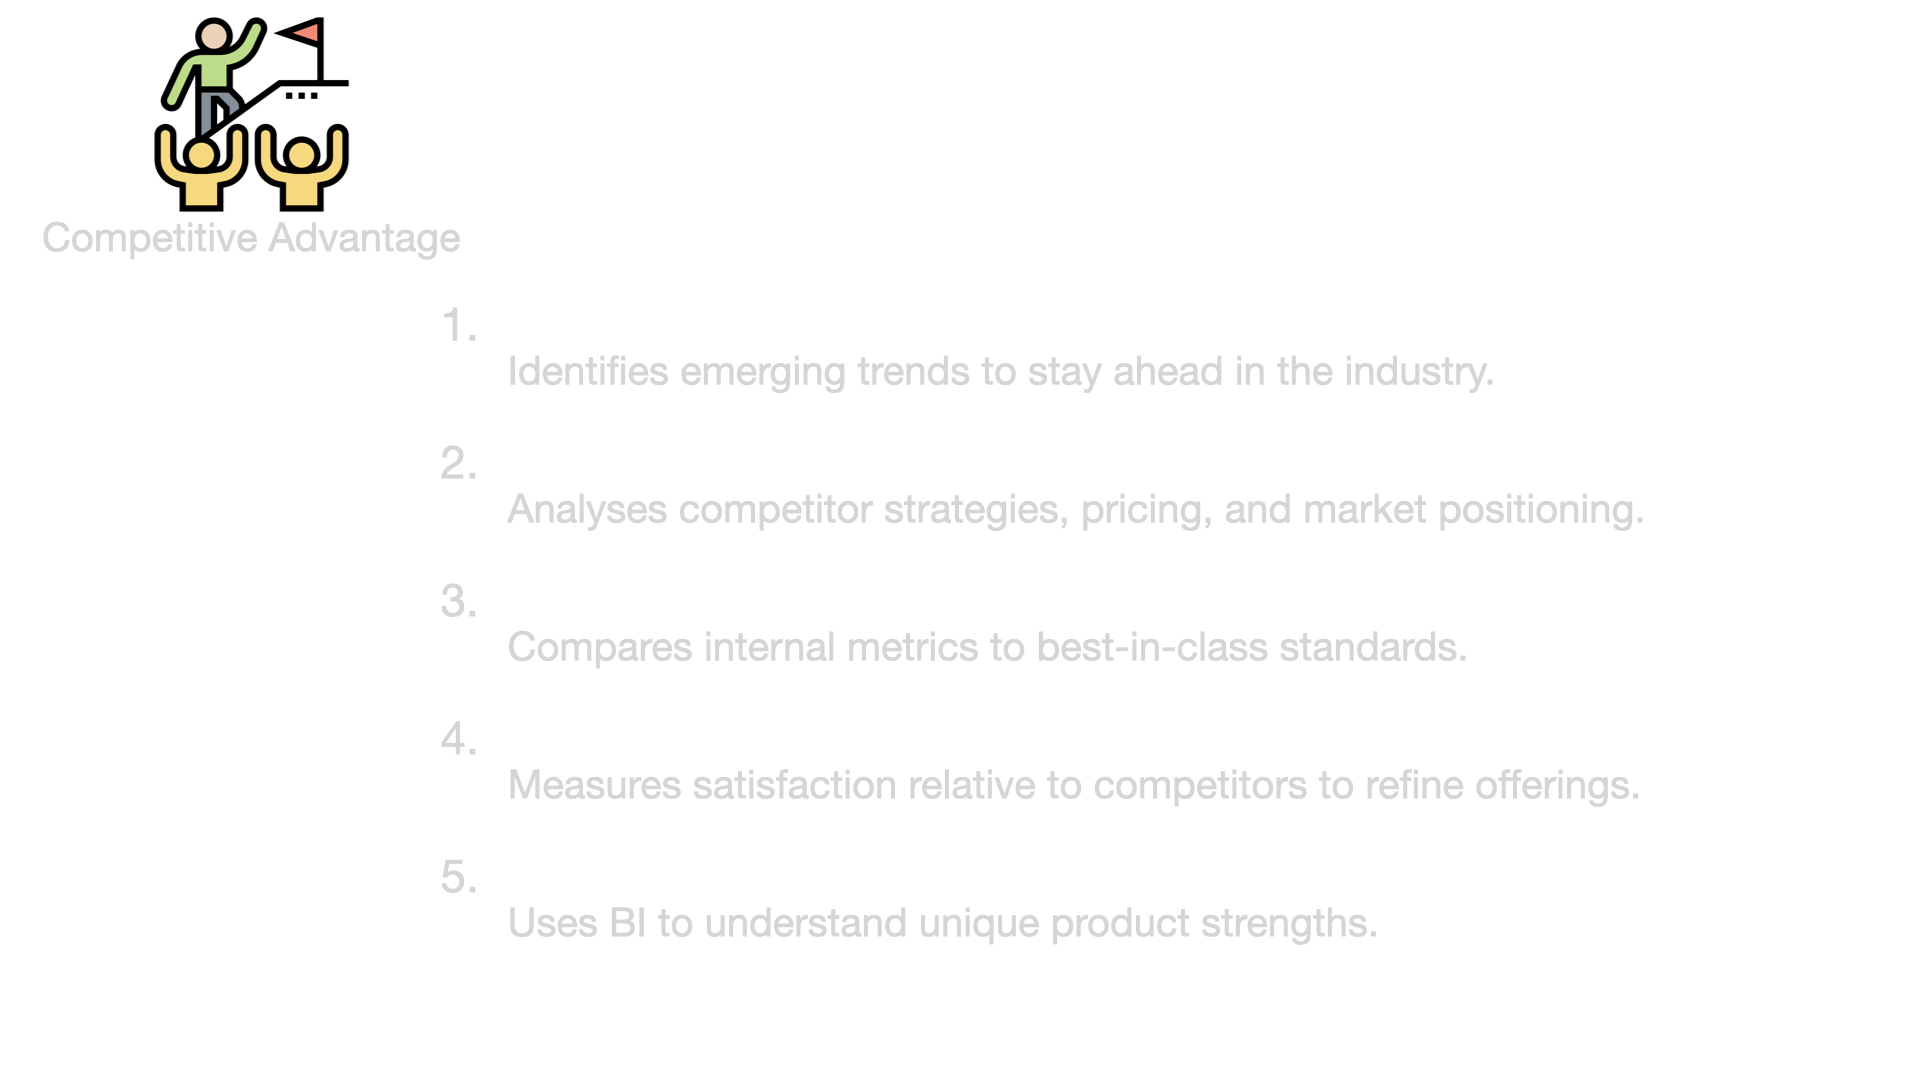 Competitive Advantage
1.
Identifies emerging trends to stay ahead in the industry.
2.
Analyses competitor strategies, pricing, and market positioning.
3.
Compares internal metrics to best-in-class standards.
4.
Measures satisfaction relative to competitors to refine offerings.
5.
Uses BI to understand unique product strengths.